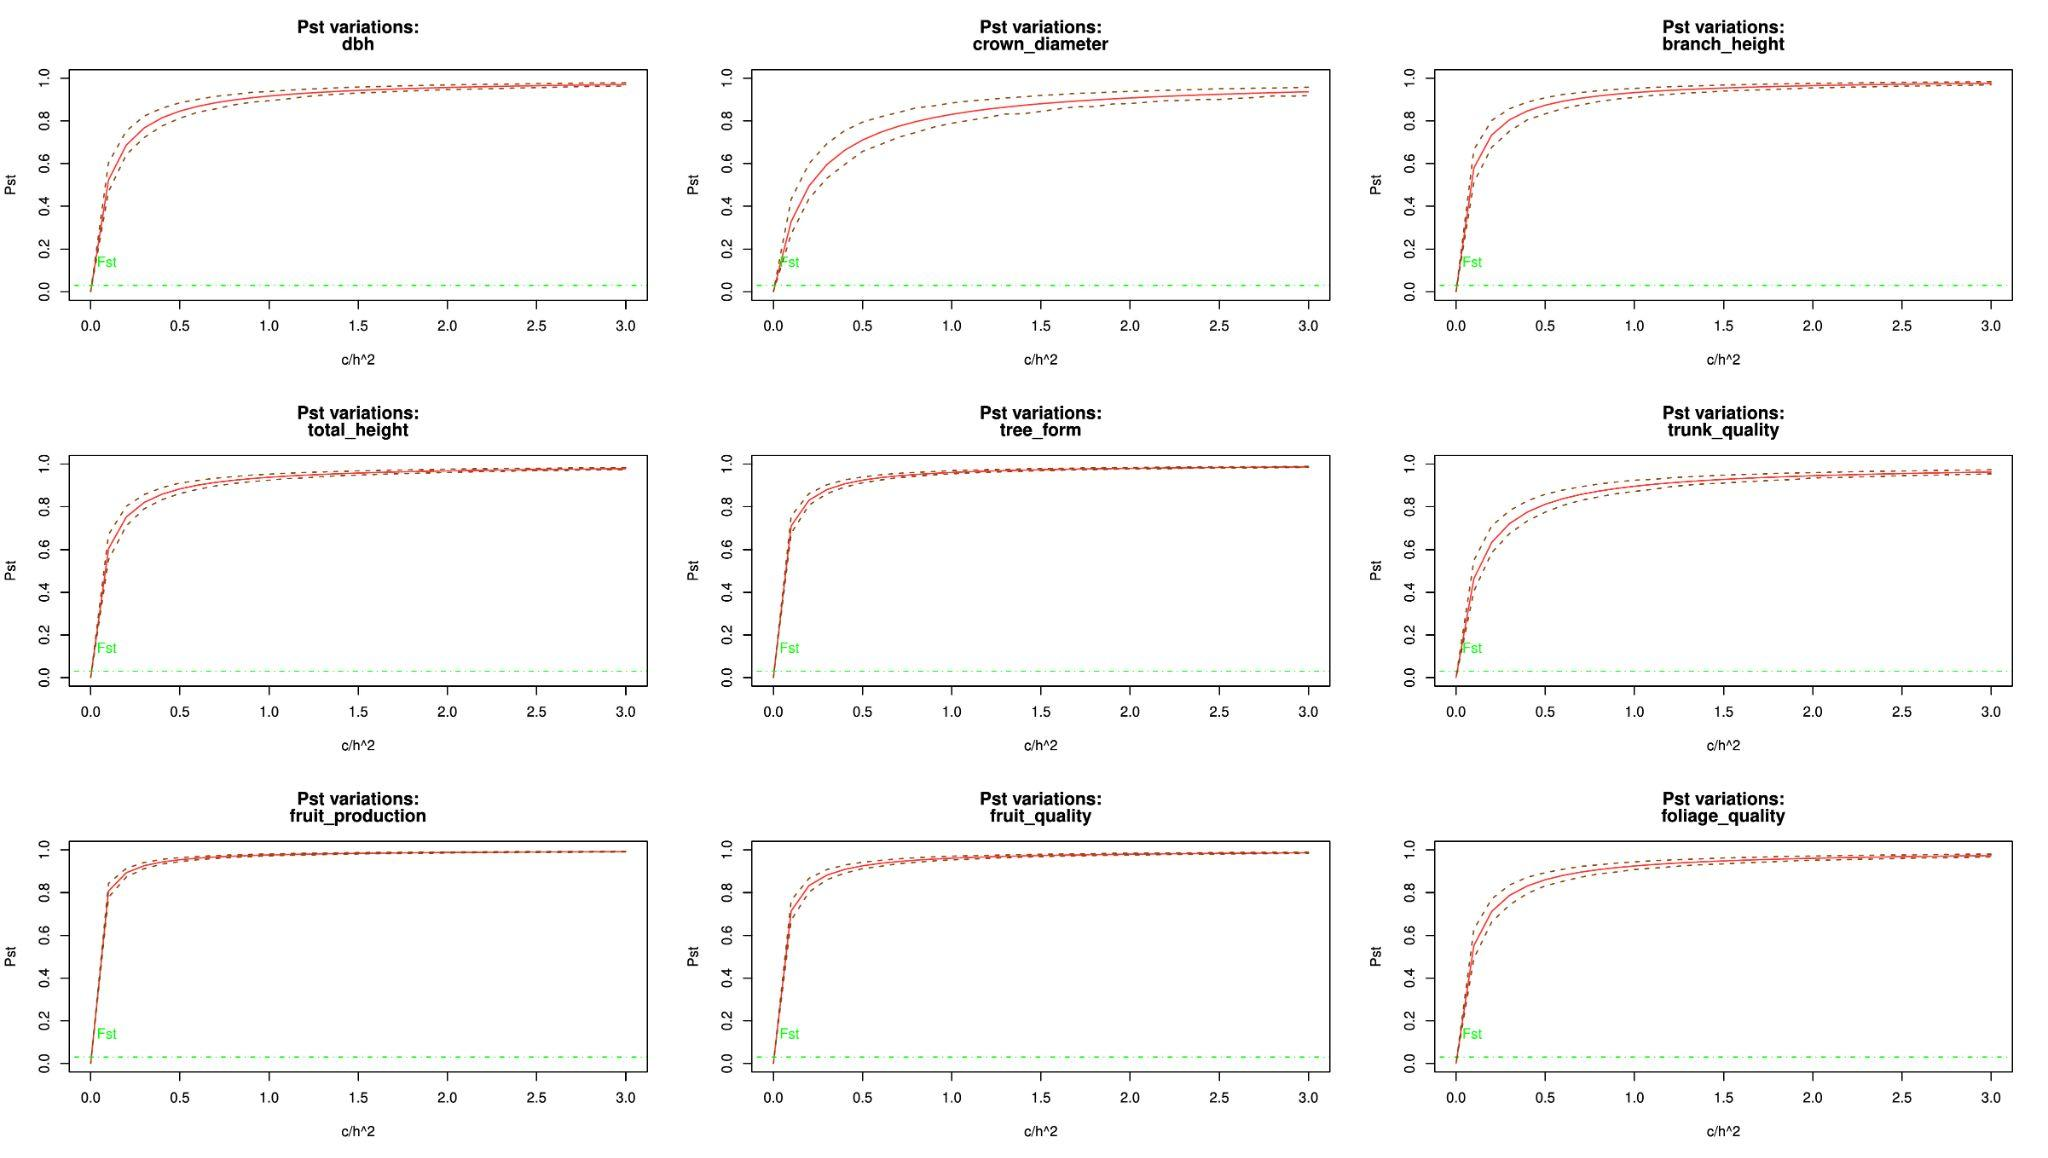 Pst variations:
dbh
Pst
1.0
0.8
0.6
0.4
0.2
0.0
Fst
0.0 0.5 1.0 1.5 2.0 2.5 3.0
c/h^2
Pst variations:
crown_diameter
Pst
1.0
0.8
0.6
0.4
0.2
0.0
Fst
0.0 0.5 1.0 1.5 2.0 2.5 3.0
c/h^2
Pst variations:
branch_height
Pst
1.0
0.8
0.6
0.4
0.2
0.0
Fst
0.0 0.5 1.0 1.5 2.0 2.5 3.0
c/h^2
Pst variations:
total_height
Pst
1.0
0.8
0.6
0.4
0.2
0.0
Fst
0.0 0.5 1.0 1.5 2.0 2.5 3.0
c/h^2
Pst variations:
tree_form
Pst
1.0
0.8
0.6
0.4
0.2
0.0
Fst
0.0 0.5 1.0 1.5 2.0 2.5 3.0
c/h^2
Pst variations:
trunk_quality
Pst
1.0
0.8
0.6
0.4
0.2
0.0
Fst
0.0 0.5 1.0 1.5 2.0 2.5 3.0
c/h^2
Pst variations:
fruit_production
Pst
1.0
0.8
0.6
0.4
0.2
0.0
Fst
0.0 0.5 1.0 1.5 2.0 2.5 3.0
c/h^2
Pst variations:
fruit_quality
Pst
1.0
0.8
0.6
0.4
0.2
0.0
Fst
0.0 0.5 1.0 1.5 2.0 2.5 3.0
c/h^2
Pst variations:
foliage_quality
Pst
1.0
0.8
0.6
0.4
0.2
0.0
Fst
0.0 0.5 1.0 1.5 2.0 2.5 3.0
c/h^2